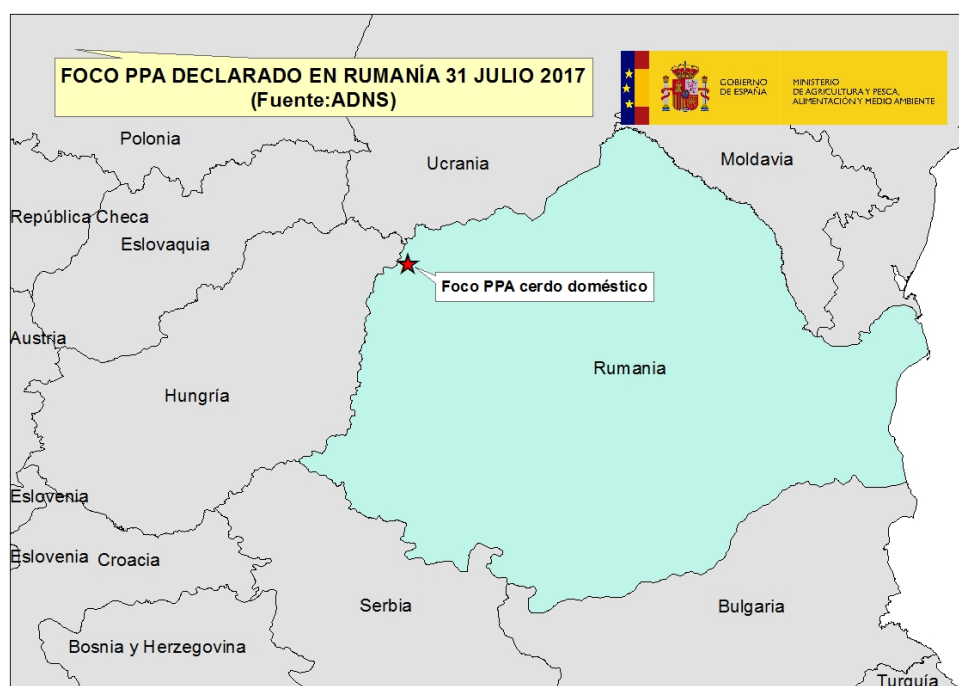 FOCO PPA DECLARADO EN RUMANÍA 31 JULIO 2017
(Fuente:ADNS)
GOBIERNO
DE ESPAÑA
MINISTERIO
DE AGRICULTURA Y PESCA,
ALIMENTACIÓN Y MEDIO AMBIENTE
Polonia
Ucrania
Moldavia
República Checa
Eslovaquia
Foco PPA cerdo doméstico
Austria
Rumania
Hungría
Eslovenia
Eslovenia
Croacia
Serbia
Bulgaria
Bosnia y Herzegovina
Turquía